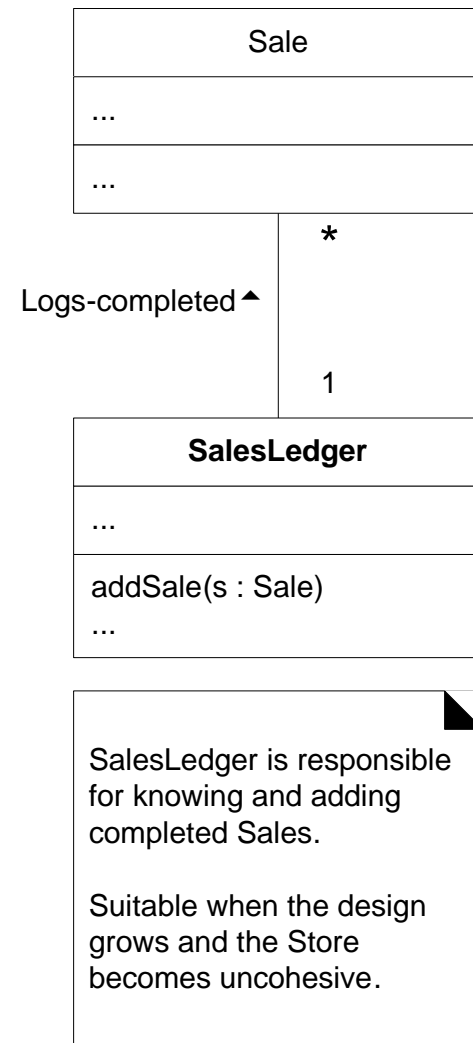 Sale
...
...
*
Logs-completed
1
SalesLedger
...
addSale(s : Sale)
...
SalesLedger is responsible
for knowing and adding
completed Sales.
Suitable when the design
grows and the Store
becomes uncohesive.